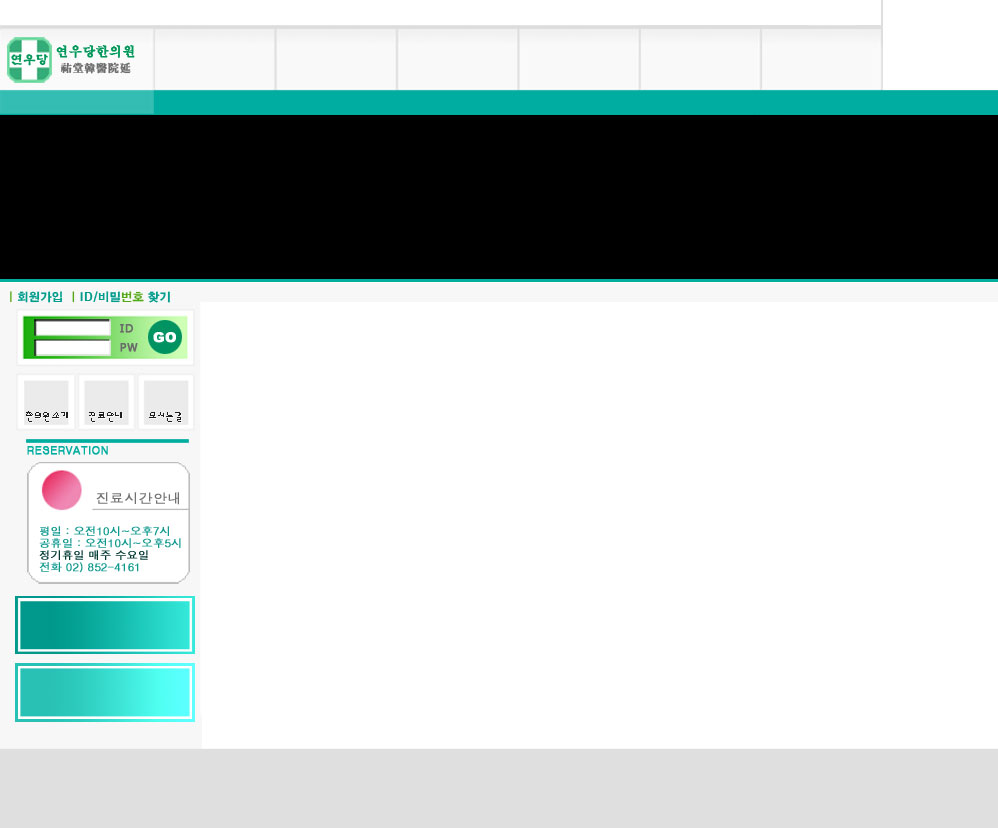 연우당
연우당한의원
祐堂韓醫院延
| 회원가입 | ID/비밀번호 찾기
ID
PW
GO
한의원소개 진료안내 오시는길
RESERVATION
진료시간안내
평일 : 오전10시~오후7시
공휴일 : 오전10시~오후5시
정기휴일 매주 수요일
전화 02) 852-4161